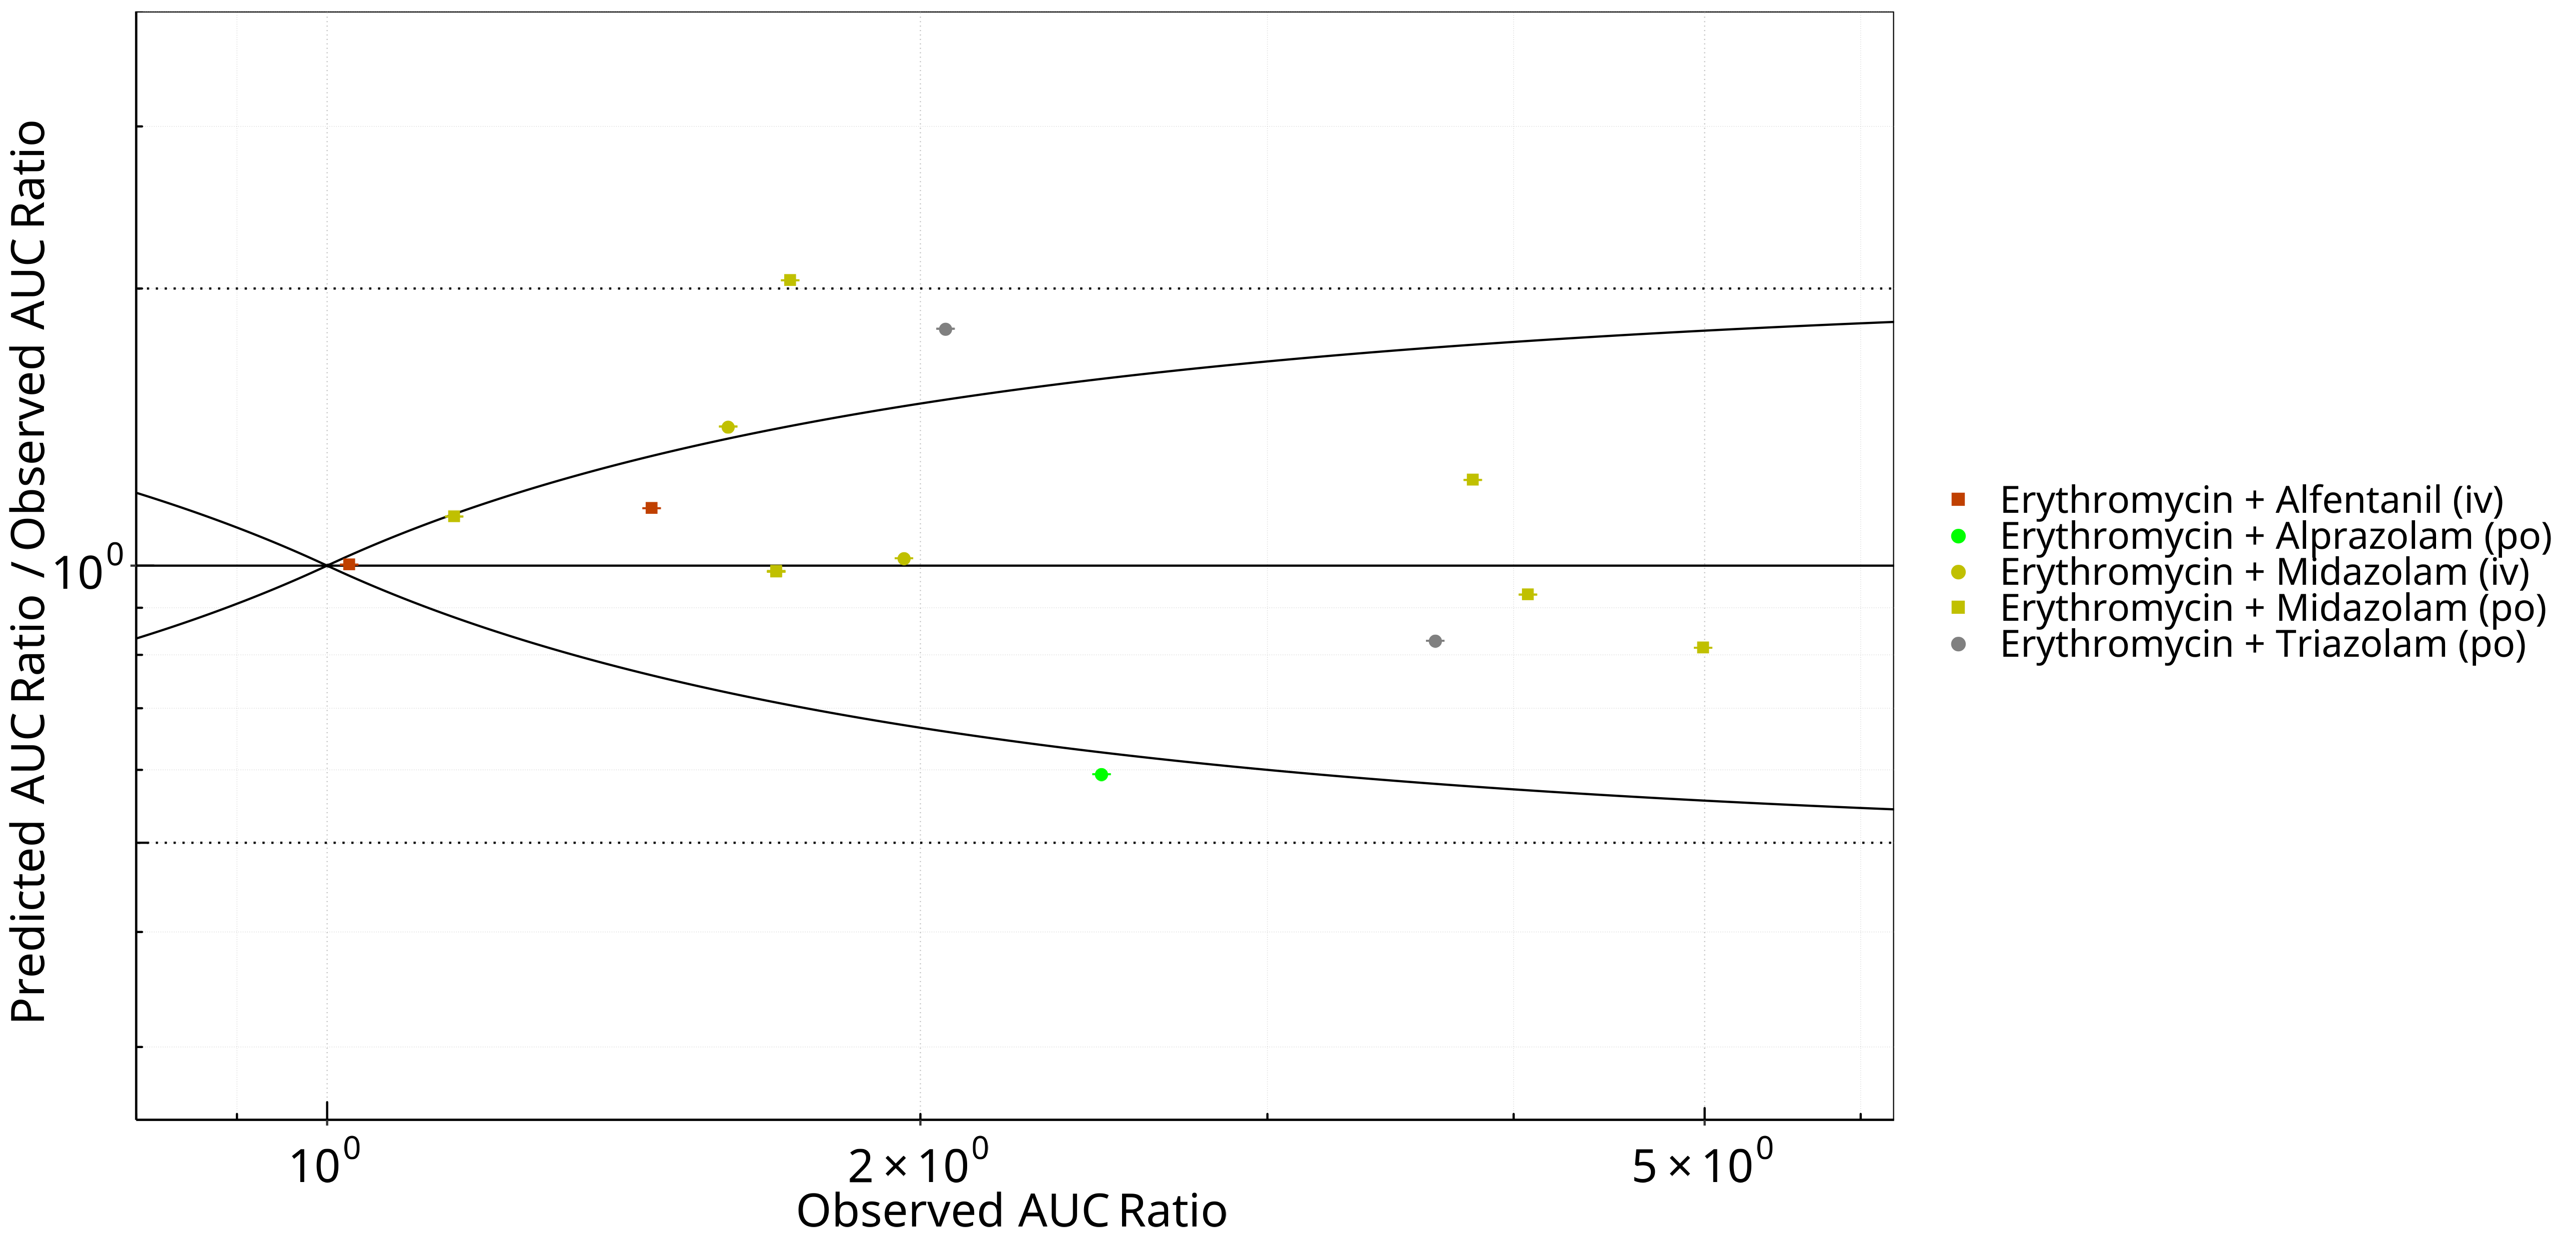 Predicted AUC Ratio / Observed AUC Ratio
10⁰
10⁰
2 × 10⁰
5 × 10⁰
Observed AUC Ratio
Erythromycin + Alfentanil (iv)
Erythromycin + Alprazolam (po)
Erythromycin + Midazolam (iv)
Erythromycin + Midazolam (po)
Erythromycin + Triazolam (po)